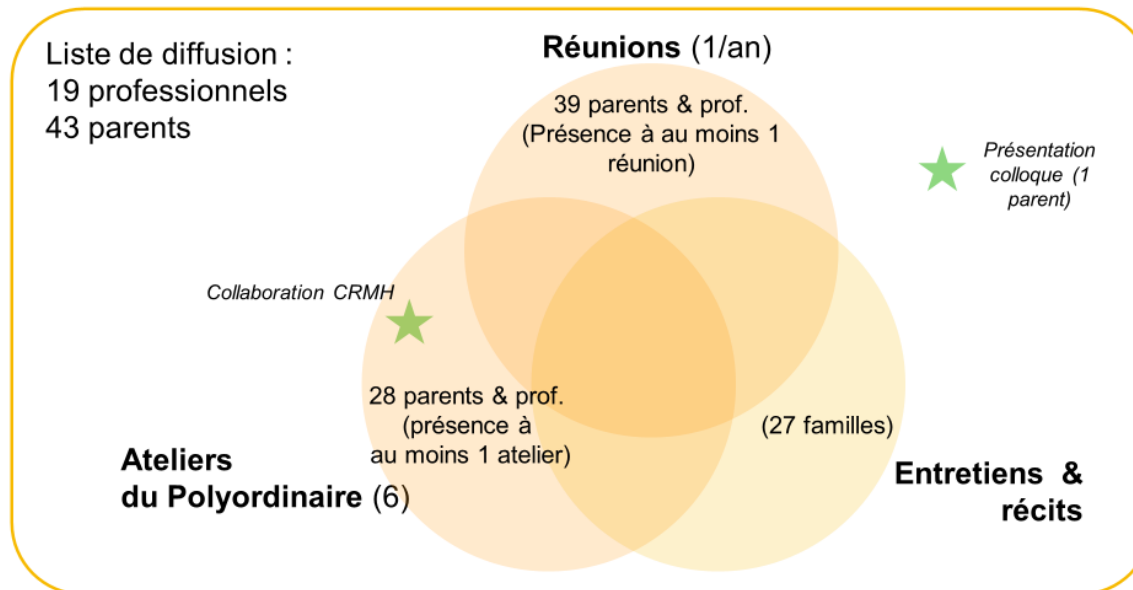 Liste de diffusion :
19 professionnels
43 parents
Réunions (1/an)
39 parents & prof.
(Présence à au moins 1
réunion)
Présentation
colloque (1
parent)
Collaboration CRMH
28 parents & prof.
(présence à
au moins 1 atelier)
(27 familles)
Ateliers
du Polyordinaire (6)
Entretiens &
récits